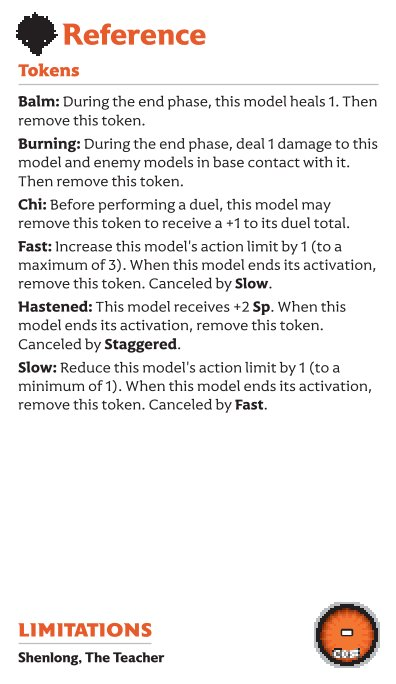 Reference
Tokens
Balm: During the end phase, this model heals 1. Then
remove this token.
Burning: During the end phase, deal 1 damage to this
model and enemy models in base contact with it.
Then remove this token.
Chi: Before performing a duel, this model may
remove this token to receive a +1 to its duel total.
Fast: Increase this model's action limit by 1 (to a
maximum of 3). When this model ends its activation,
remove this token. Canceled by Slow.
Hastened: This model receives +2 Sp. When this
model ends its activation, remove this token.
Canceled by Staggered.
Slow: Reduce this model's action limit by 1 (to a
minimum of 1). When this model ends its activation,
remove this token. Canceled by Fast.
LIMITATIONS
Shenlong, The Teacher
-
COST